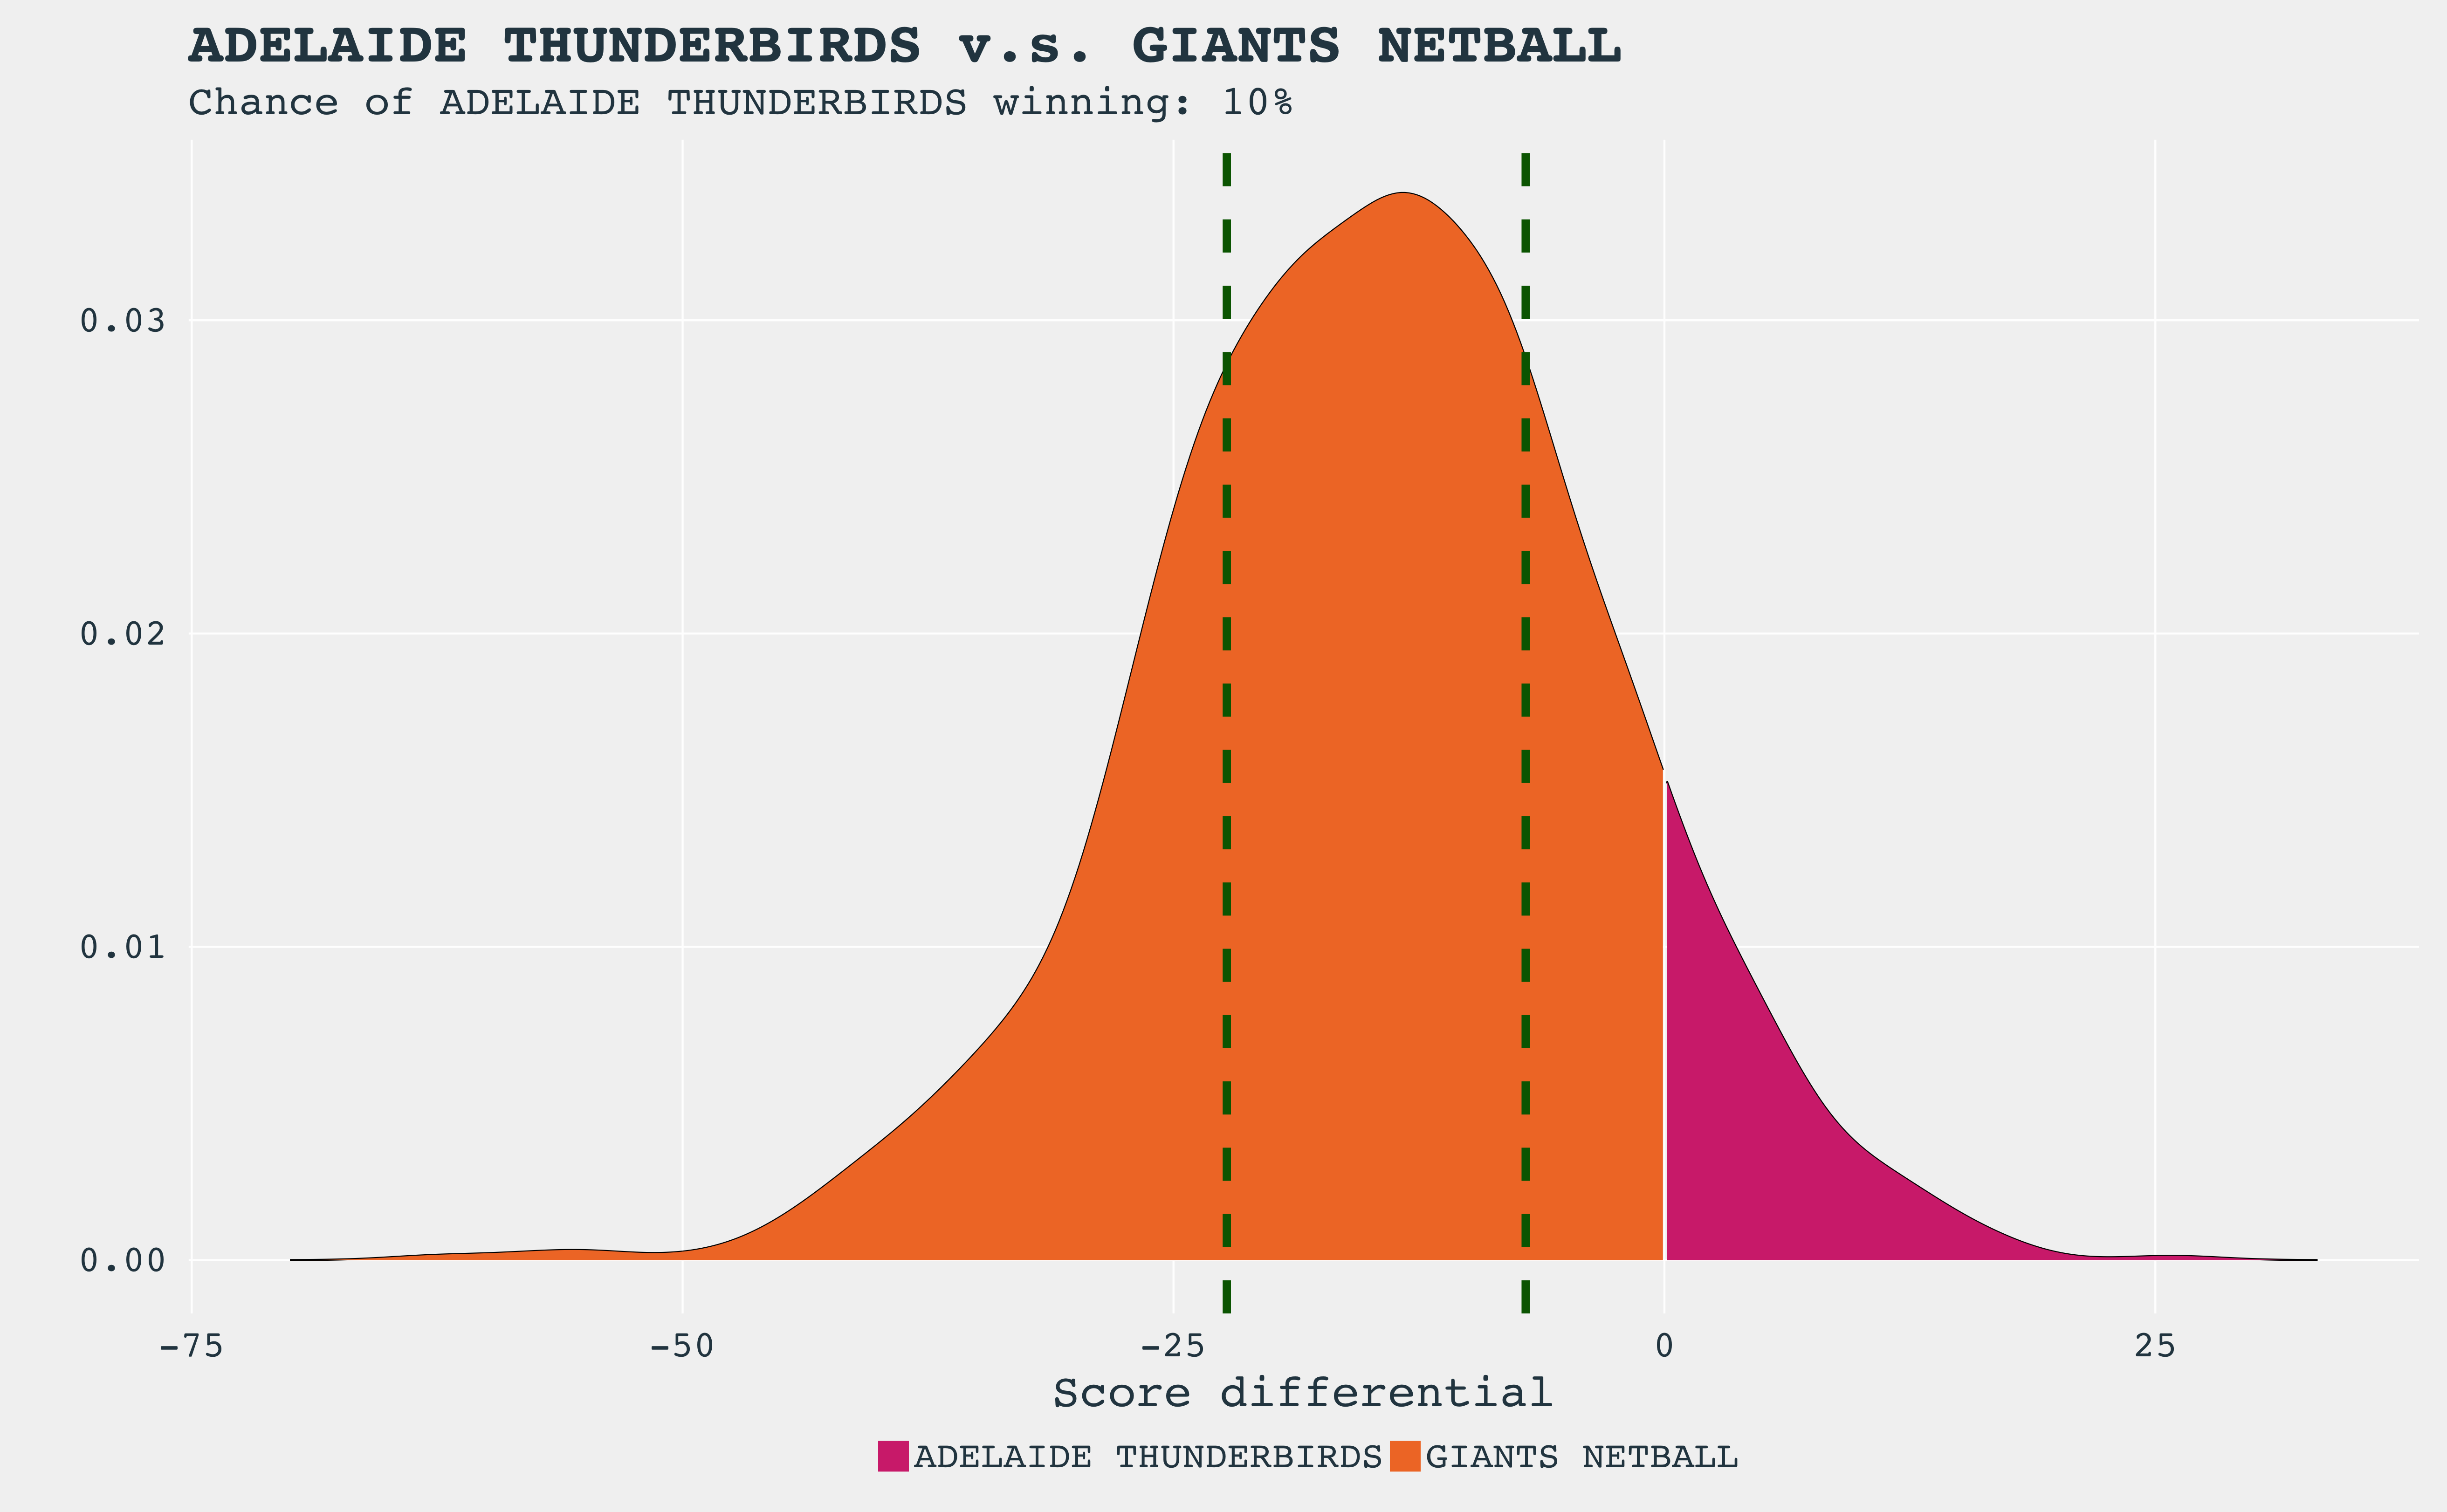 ADELAIDE THUNDERBIRDS v.s. GIANTS NETBALL
Chance of ADELAIDE THUNDERBIRDS winning: 10%
0.03
0.02
0.01
0.00
-75 -50 -25 0 25
Score differential
ADELAIDE THUNDERBIRDS GIANTS NETBALL